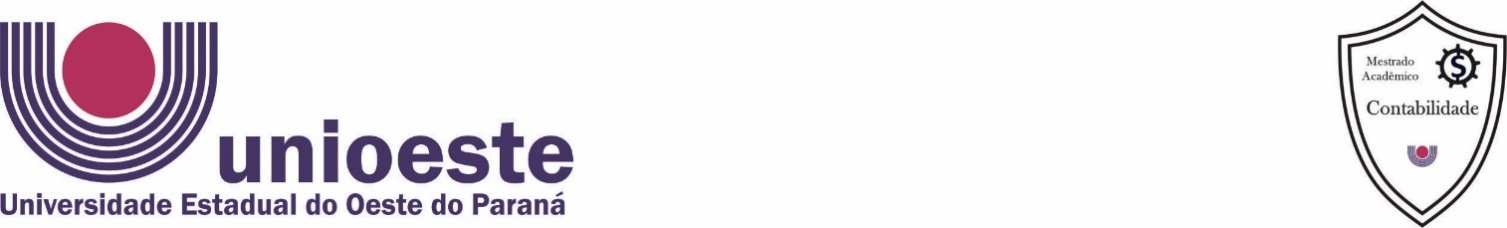 unioeste
Universidade Estadual do Oeste do Paraná
Mestrado
Acadêmico
$
Contabilidade